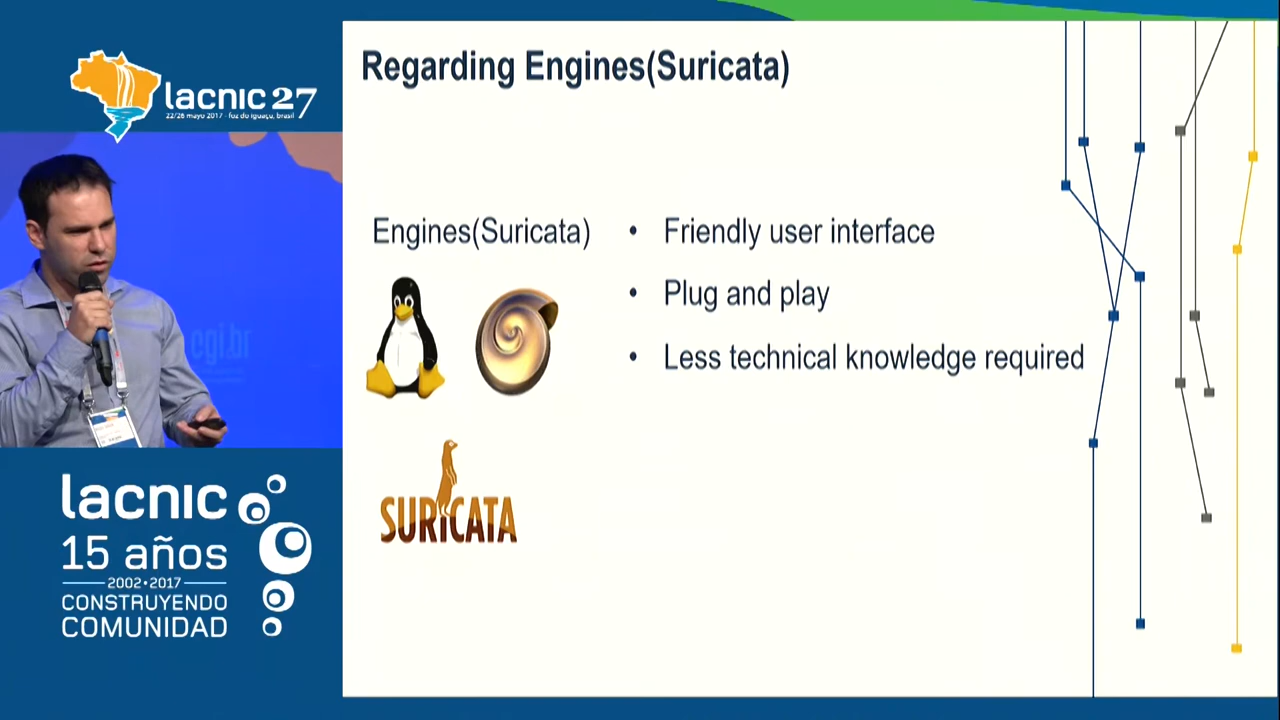 lacnic 27
22/26 mayo 2017 - foz do iguaçu, brasil
Regarding Engines(Suricata)
Engines(Suricata)
• Friendly user interface
• Plug and play
• Less technical knowledge required
SURICATA
cgi.br
lacnic
15 años
2002•2017
CONSTRUYENDO
COMUNIDAD